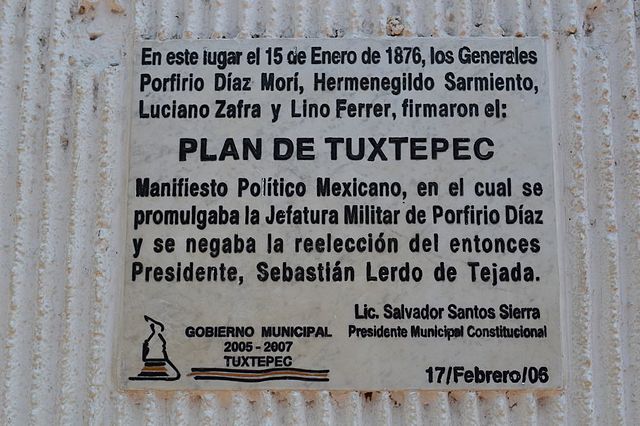 En este lugar el 15 de Enero de 1876, los Generales
Porfirio Díaz Morí, Hermenegildo Sarmiento,
Luciano Zafra y Lino Ferrer, firmaron el:
PLAN DE TUXTEPEC
Manifiesto Político Mexicano, en el cual se
promulgaba la Jefatura Militar de Porfirio Díaz
y se negaba la reelección del entonces
Presidente, Sebastián Lerdo de Tejada.
Lic. Salvador Santos Sierra
Presidente Municipal Constitucional
GOBIERNO MUNICIPAL
2005 - 2007
TUXTEPEC
17/Febrero/06